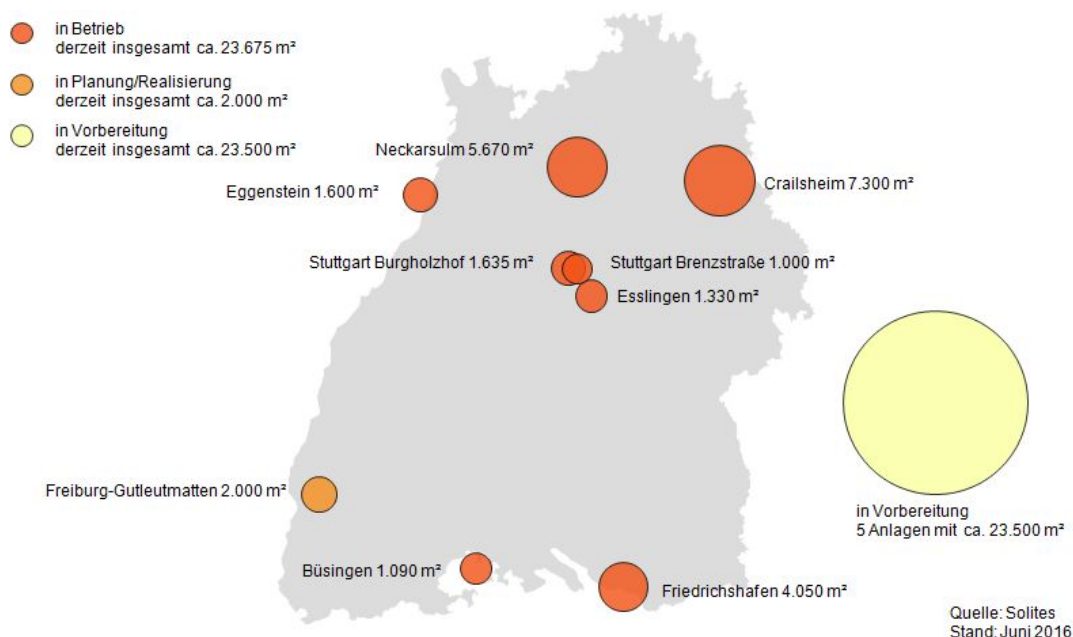 in Betrieb
derzeit insgesamt ca. 23.675 m²
in Planung/Realisierung
derzeit insgesamt ca. 2.000 m²
in Vorbereitung
derzeit insgesamt ca. 23.500 m²
Neckarsulm 5.670 m²
Crailsheim 7.300 m²
Eggenstein 1.600 m²
Stuttgart Burgholzhof 1.635 m²
Stuttgart Brenzstraße 1.000 m²
Esslingen 1.330 m²
Freiburg-Gutleutmatten 2.000 m²
in Vorbereitung
5 Anlagen mit ca. 23.500 m²
Büsingen 1.090 m²
Friedrichshafen 4.050 m²
Quelle: Solites
Stand: Juni 2016